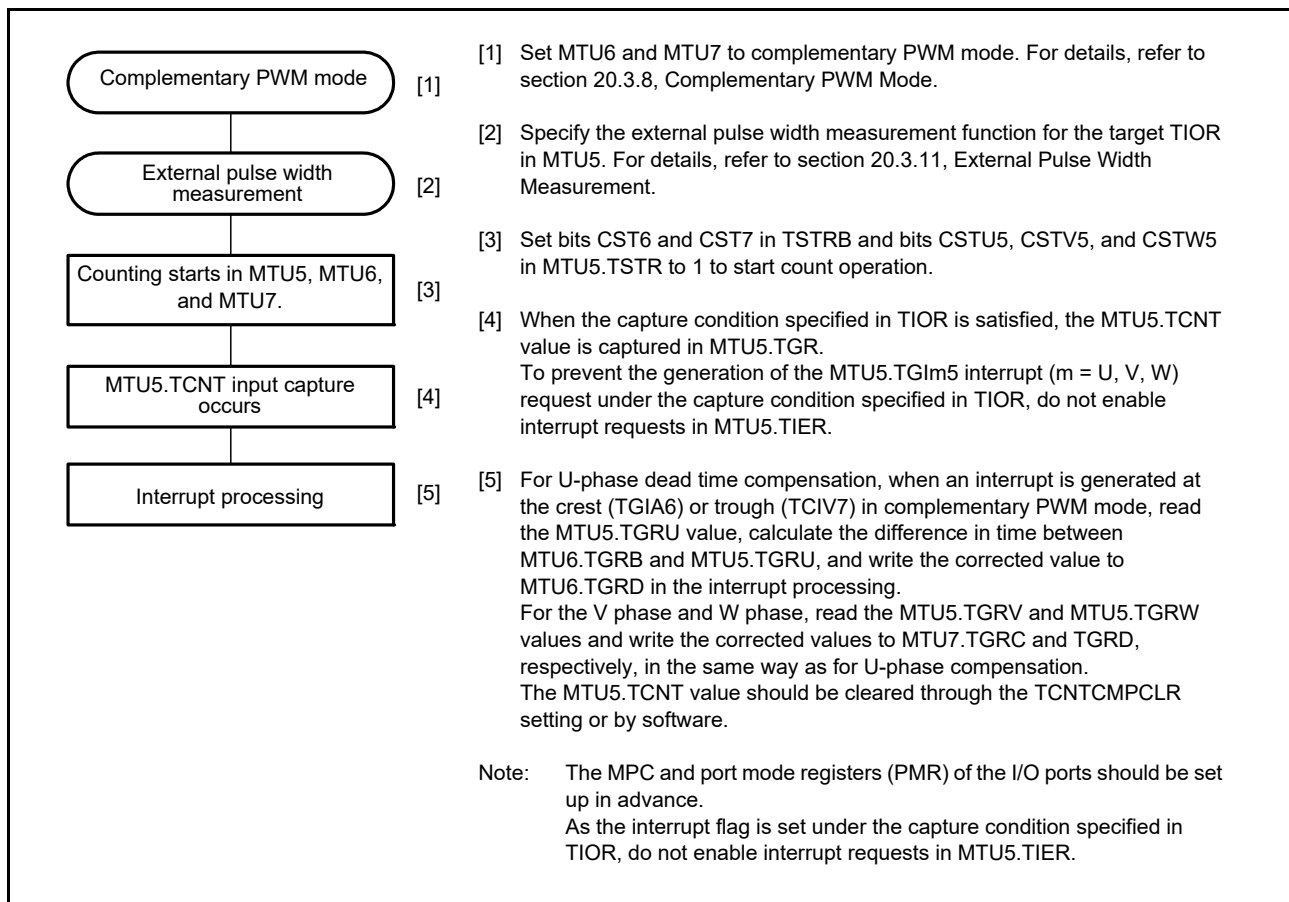 Complementary PWM mode
[1]
External pulse width
measurement
[2]
Counting starts in MTU5, MTU6,
and MTU7.
[3]
MTU5.TCNT input capture
occurs
[4]
Interrupt processing
[5]
[1] Set MTU6 and MTU7 to complementary PWM mode. For details, refer to
section 20.3.8, Complementary PWM Mode.
[2] Specify the external pulse width measurement function for the target TIOR
in MTU5. For details, refer to section 20.3.11, External Pulse Width
Measurement.
[3] Set bits CST6 and CST7 in TSTRB and bits CSTU5, CSTV5, and CSTW5
in MTU5.TSTR to 1 to start count operation.
[4] When the capture condition specified in TIOR is satisfied, the MTU5.TCNT
value is captured in MTU5.TGR.
To prevent the generation of the MTU5.TGIm5 interrupt (m = U, V, W)
request under the capture condition specified in TIOR, do not enable
interrupt requests in MTU5.TIER.
[5] For U-phase dead time compensation, when an interrupt is generated at
the crest (TGIA6) or trough (TCIV7) in complementary PWM mode, read
the MTU5.TGRU value, calculate the difference in time between
MTU6.TGRB and MTU5.TGRU, and write the corrected value to
MTU6.TGRD in the interrupt processing.
For the V phase and W phase, read the MTU5.TGRV and MTU5.TGRW
values and write the corrected values to MTU7.TGRC and TGRD,
respectively, in the same way as for U-phase compensation.
The MTU5.TCNT value should be cleared through the TCNTCMPCLR
setting or by software.
Note: The MPC and port mode registers (PMR) of the I/O ports should be set
up in advance.
As the interrupt flag is set under the capture condition specified in
TIOR, do not enable interrupt requests in MTU5.TIER.